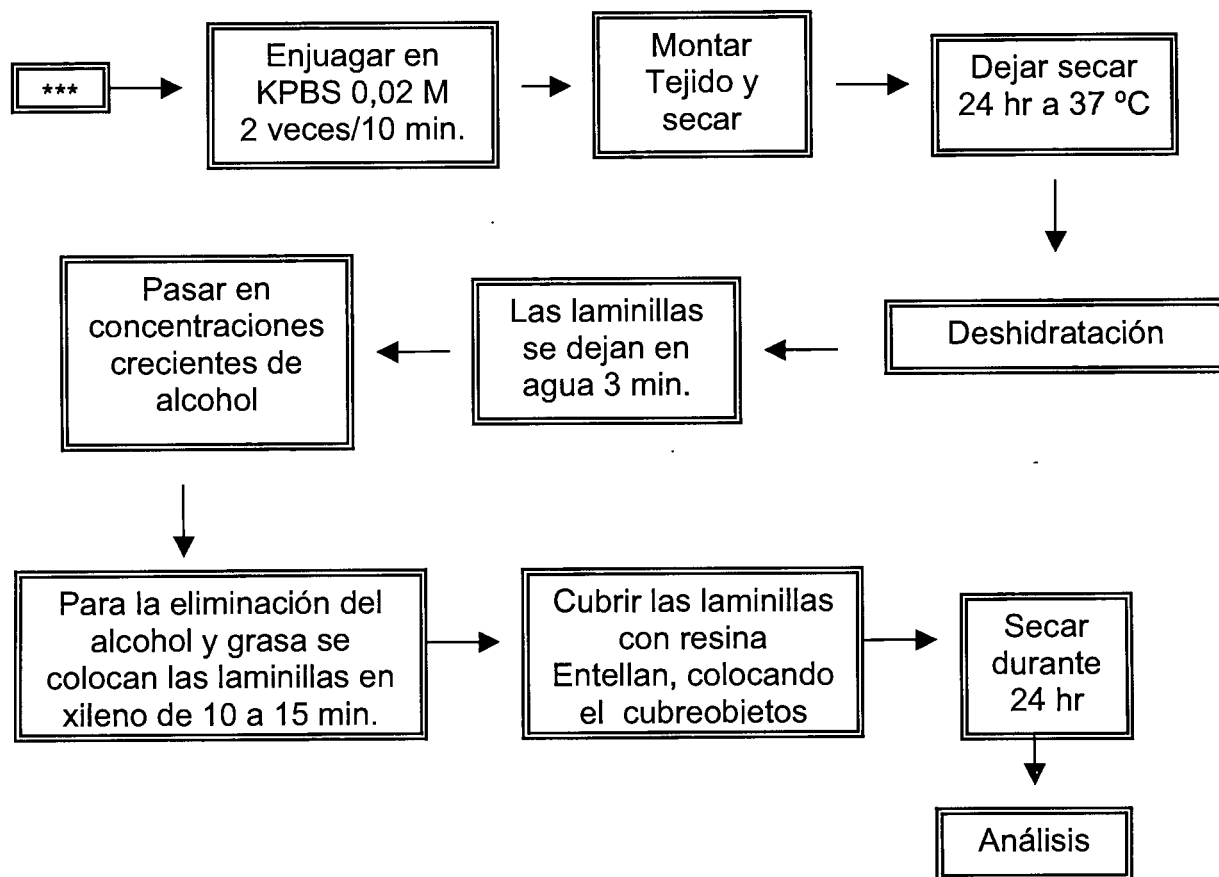 ***
Enjuagar en
KPBS 0,02 M
2 veces/10 min.
Montar
Tejido y
secar
Dejar secar
24 hr a 37 ºC
Deshidratación
Las laminillas
se dejan en
agua 3 min.
Pasar en
concentraciones
crecientes de
alcohol
Para la eliminación del
alcohol y grasa se
colocan las laminillas en
xileno de 10 a 15 min.
Cubrir las laminillas
con resina
Entellan, colocando
el cubreobjetos
Secar
durante
24 hr
Análisis